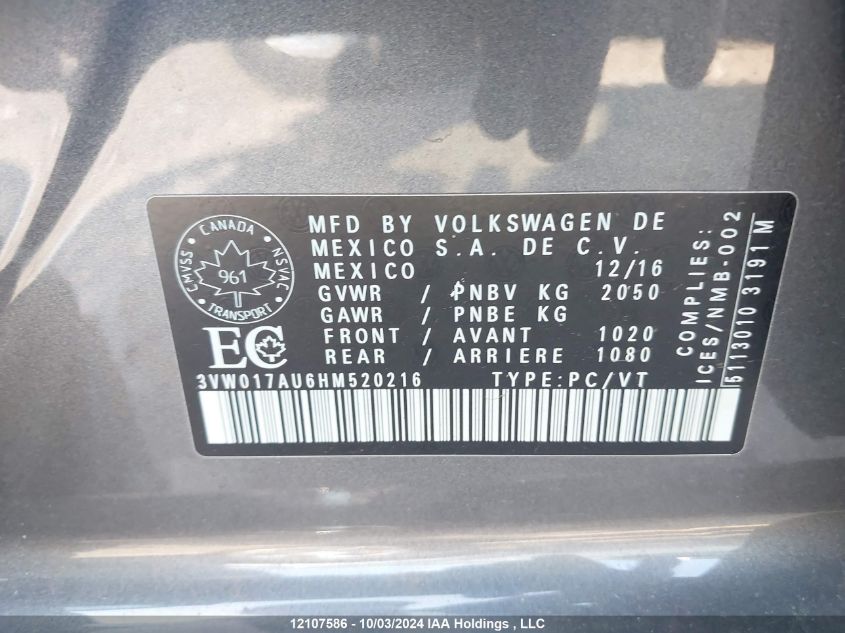 CANADA
CMVSS
NSVAC
961
TRANSPORT
EC
MFD BY VOLKSWAGEN DE
MEXICO S.A. DE C.V.
MEXICO 12/16
GVWR / PNBV KG 2050
GAWR / PNBE KG
FRONT / AVANT 1020
REAR / ARRIERE 1080
3VW017AU6HM520216 TYPE:PC/VT
COMPLIES:
ICES/NMB-002
5113010 3191 M
12107586 - 10/03/2024 IAA Holdings , LLC